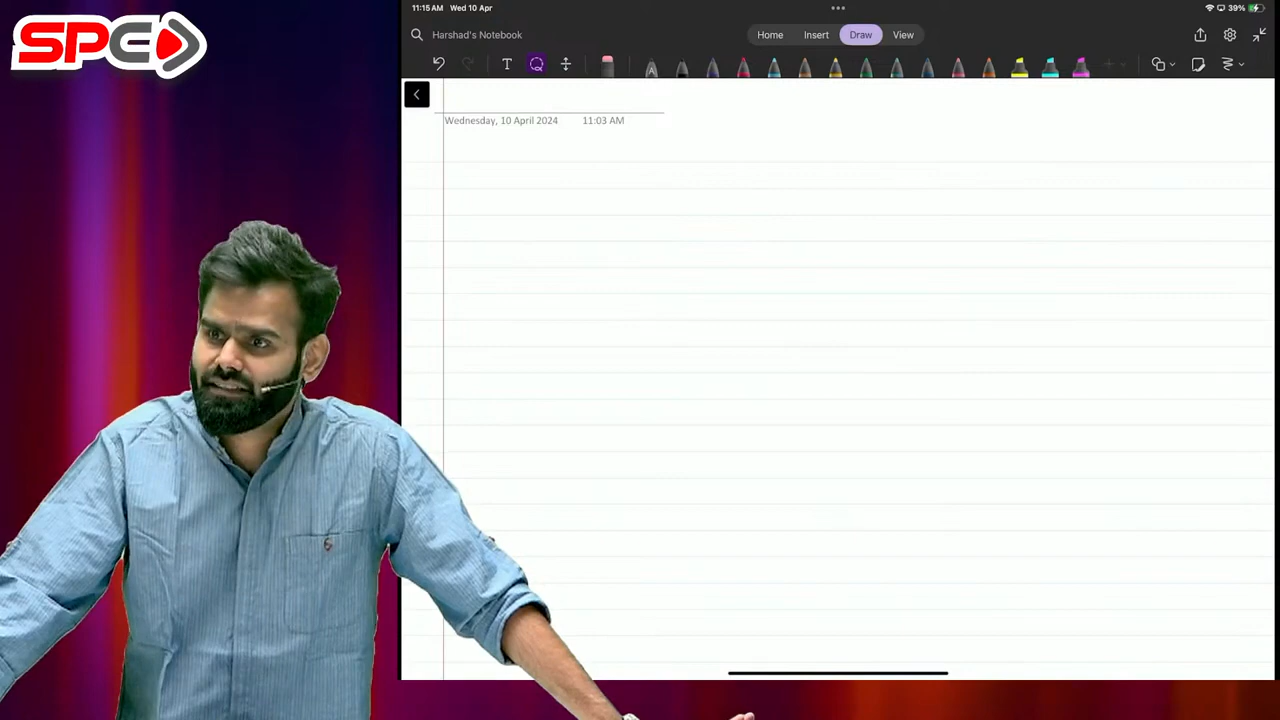 SPC
11:15 AM Wed 10 Apr
39%
Harshad's Notebook
Home Insert Draw View
T
Wednesday, 10 April 2024 11:03 AM